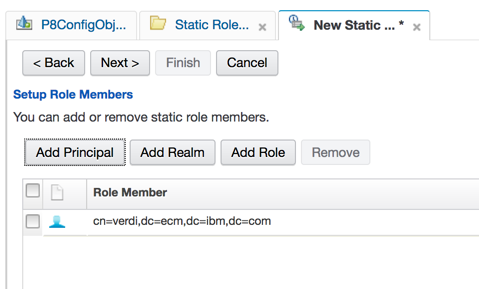 P8ConfigObj... Static Role... New Static ... *
< Back Next > Finish Cancel
Setup Role Members
You can add or remove static role members.
Add Principal Add Realm Add Role Remove
Role Member
cn=verdi,dc=ecm,dc=ibm,dc=com